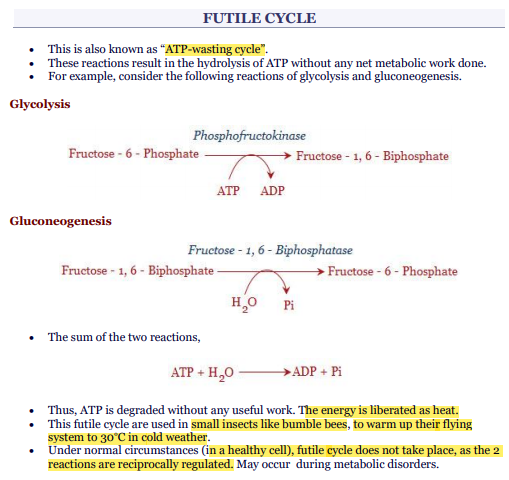 FUTILE CYCLE
• This is also known as “ATP-wasting cycle”.
• These reactions result in the hydrolysis of ATP without any net metabolic work done.
• For example, consider the following reactions of glycolysis and gluconeogenesis.
Glycolysis
Phosphofructokinase
Fructose - 6 - Phosphate → Fructose - 1, 6 - Biphosphate
ATP ADP
Gluconeogenesis
Fructose - 1, 6 - Biphosphatase
Fructose - 1, 6 - Biphosphate → Fructose - 6 - Phosphate
H₂O Pi
• The sum of the two reactions,
ATP + H₂O → ADP + Pi
• Thus, ATP is degraded without any useful work. The energy is liberated as heat.
• This futile cycle are used in small insects like bumble bees, to warm up their flying
system to 30°C in cold weather.
• Under normal circumstances (in a healthy cell), futile cycle does not take place, as the 2
reactions are reciprocally regulated. May occur during metabolic disorders.